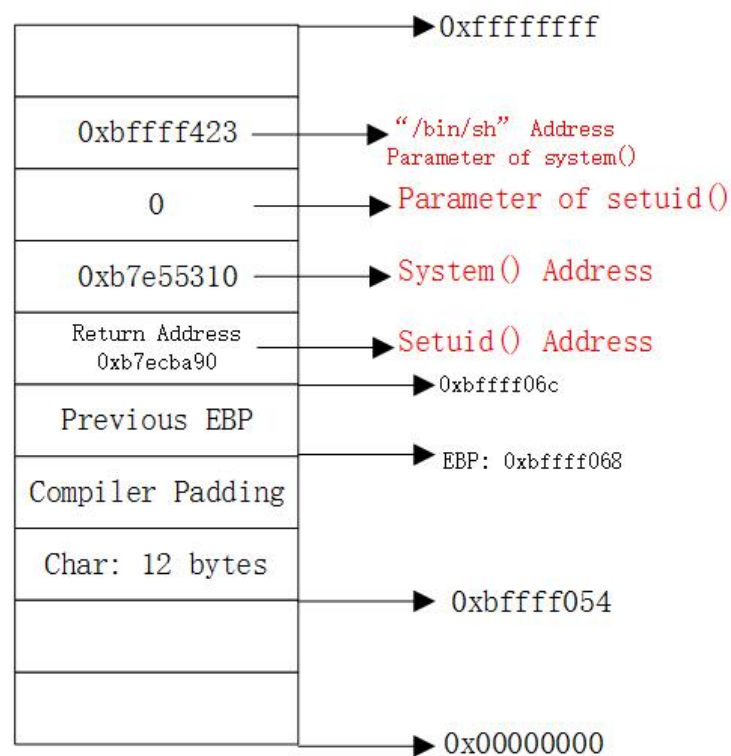 0xffffffff
0xbffff423
“/bin/sh” Address
Parameter of system()
0
Parameter of setuid()
0xb7e55310
System() Address
Return Address
0xb7ecba90
Setuid() Address
0xbffff06c
Previous EBP
EBP: 0xbffff068
Compiler Padding
Char: 12 bytes
0xbffff054
0x00000000